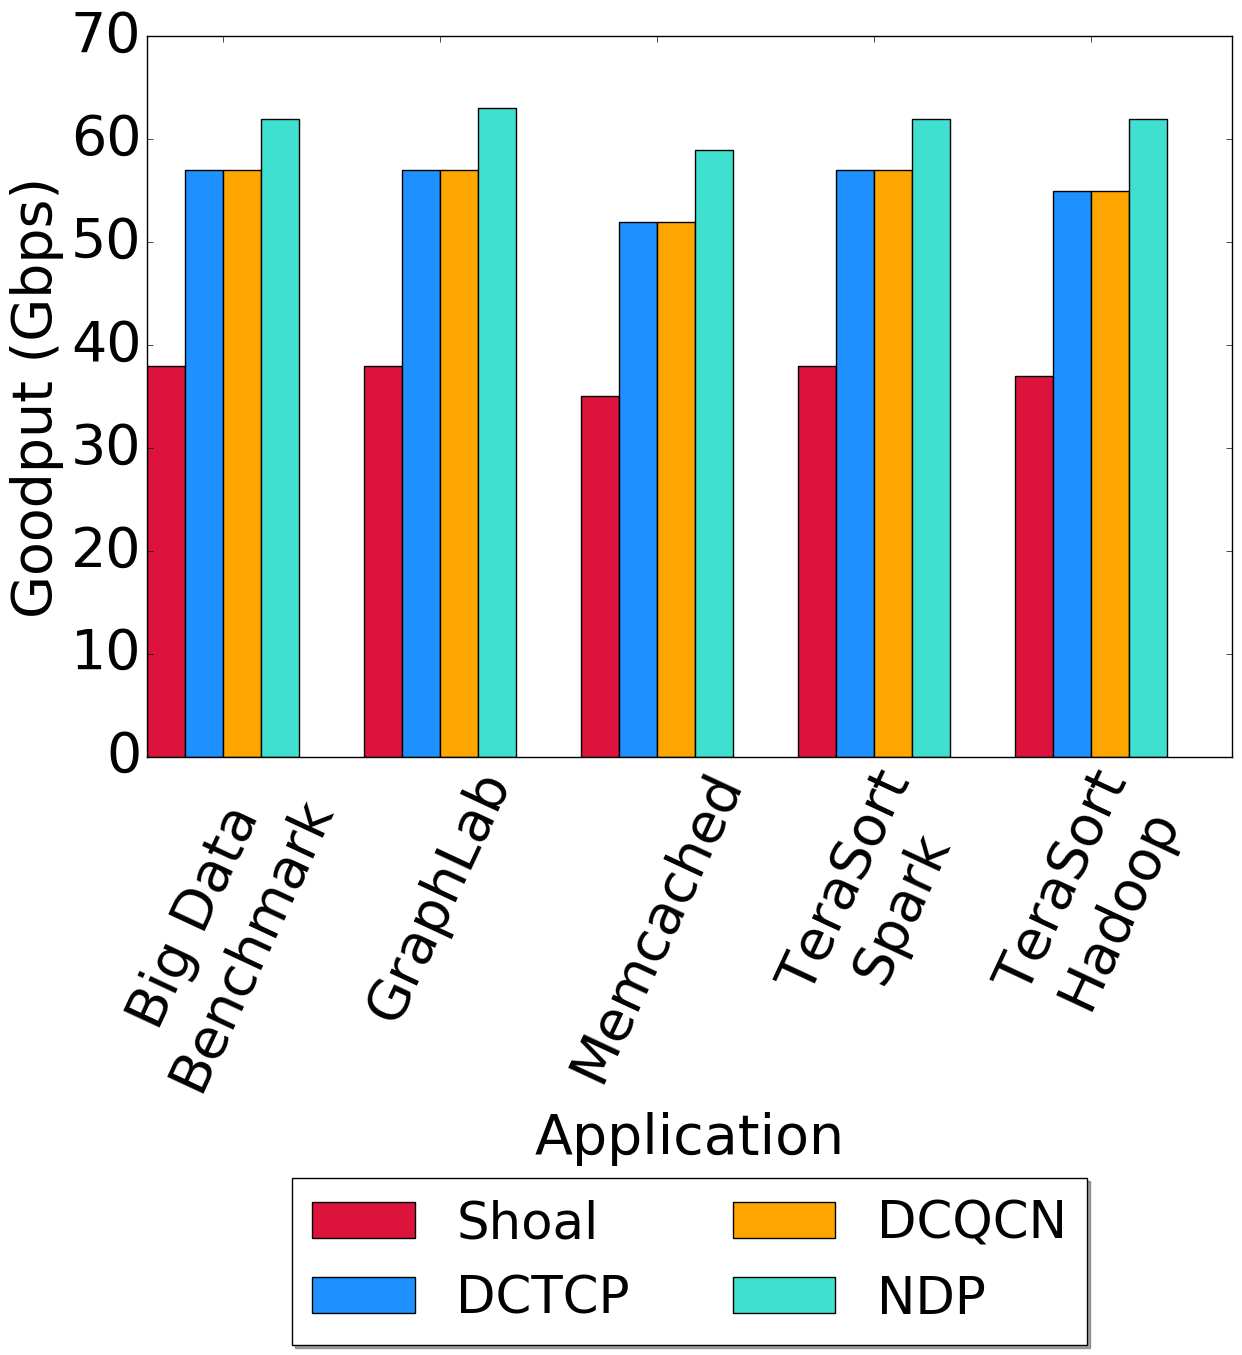 70
60
50
40
30
20
10
0
Goodput (Gbps)
Big Data
Benchmark
GraphLab
Memcached
TeraSort
Spark
TeraSort
Hadoop
Application
Shoal
DCTCP
DCQCN
NDP